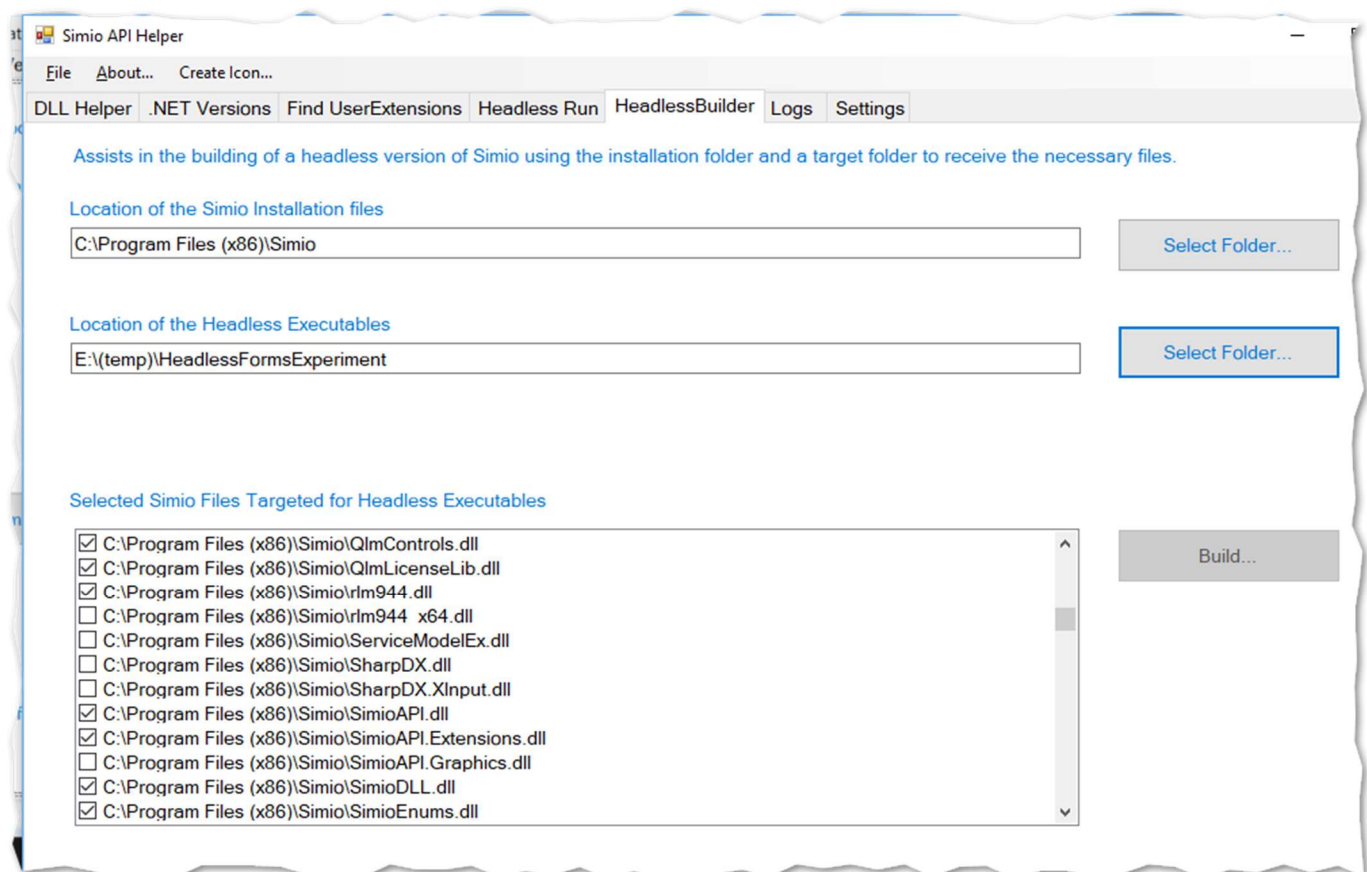 Simio API Helper
File About... Create Icon...
DLL Helper .NET Versions Find UserExtensions Headless Run HeadlessBuilder Logs Settings
Assists in the building of a headless version of Simio using the installation folder and a target folder to receive the necessary files.
Location of the Simio Installation files
C:\Program Files (x86)\Simio
Select Folder...
Location of the Headless Executables
E:\(temp)\HeadlessFormsExperiment
Select Folder...
Selected Simio Files Targeted for Headless Executables
C:\Program Files (x86)\Simio\QlmControls.dll
C:\Program Files (x86)\Simio\QlmLicenseLib.dll
Build...
C:\Program Files (x86)\Simio\rlm944.dll
C:\Program Files (x86)\Simio\rlm944_x64.dll
C:\Program Files (x86)\Simio\ServiceModelEx.dll
C:\Program Files (x86)\Simio\SharpDX.dll
C:\Program Files (x86)\Simio\SharpDX.XInput.dll
C:\Program Files (x86)\Simio\SimioAPI.dll
C:\Program Files (x86)\Simio\SimioAPI.Extensions.dll
C:\Program Files (x86)\Simio\SimioAPI.Graphics.dll
C:\Program Files (x86)\Simio\SimioDLL.dll
C:\Program Files (x86)\Simio\SimioEnums.dll